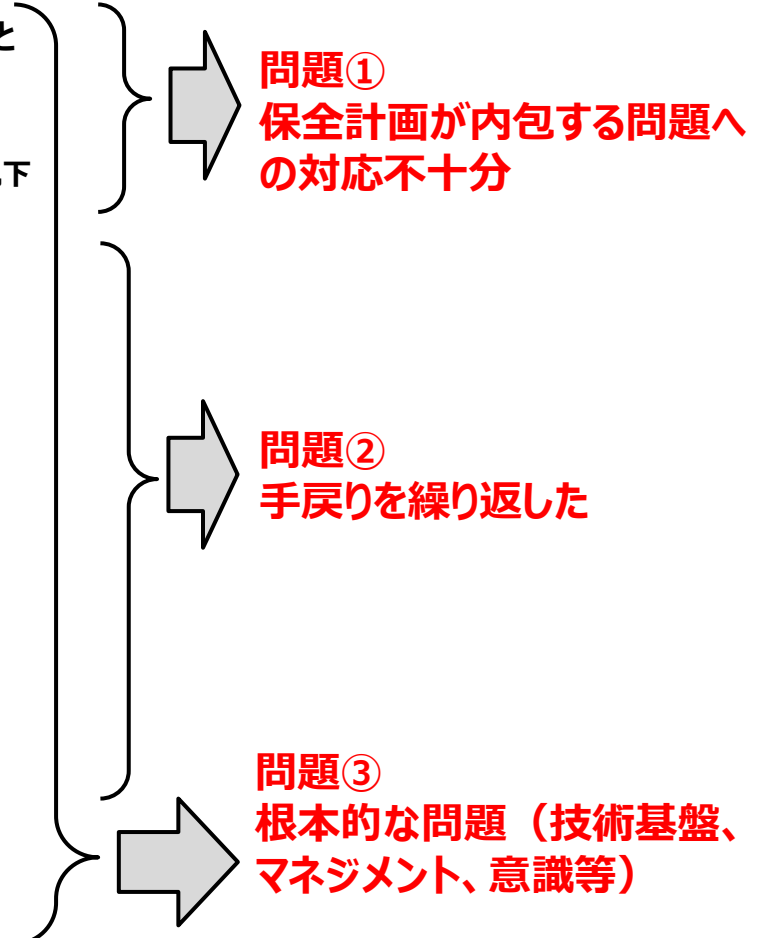 と
下
問題①
保全計画が内包する問題へ
の対応不十分
問題②
手戻りを繰り返した
問題③
根本的な問題（技術基盤、
マネジメント、意識等）